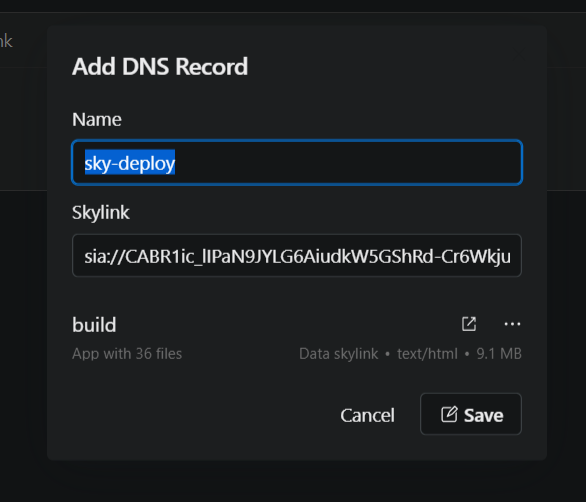 nk
Add DNS Record
Name
sky-deploy
Skylink
sia://CABR1ic_lIPaN9JYLG6AiudkW5GShRd-Cr6Wkju
build
App with 36 files
Data skylink • text/html • 9.1 MB
Cancel
Save